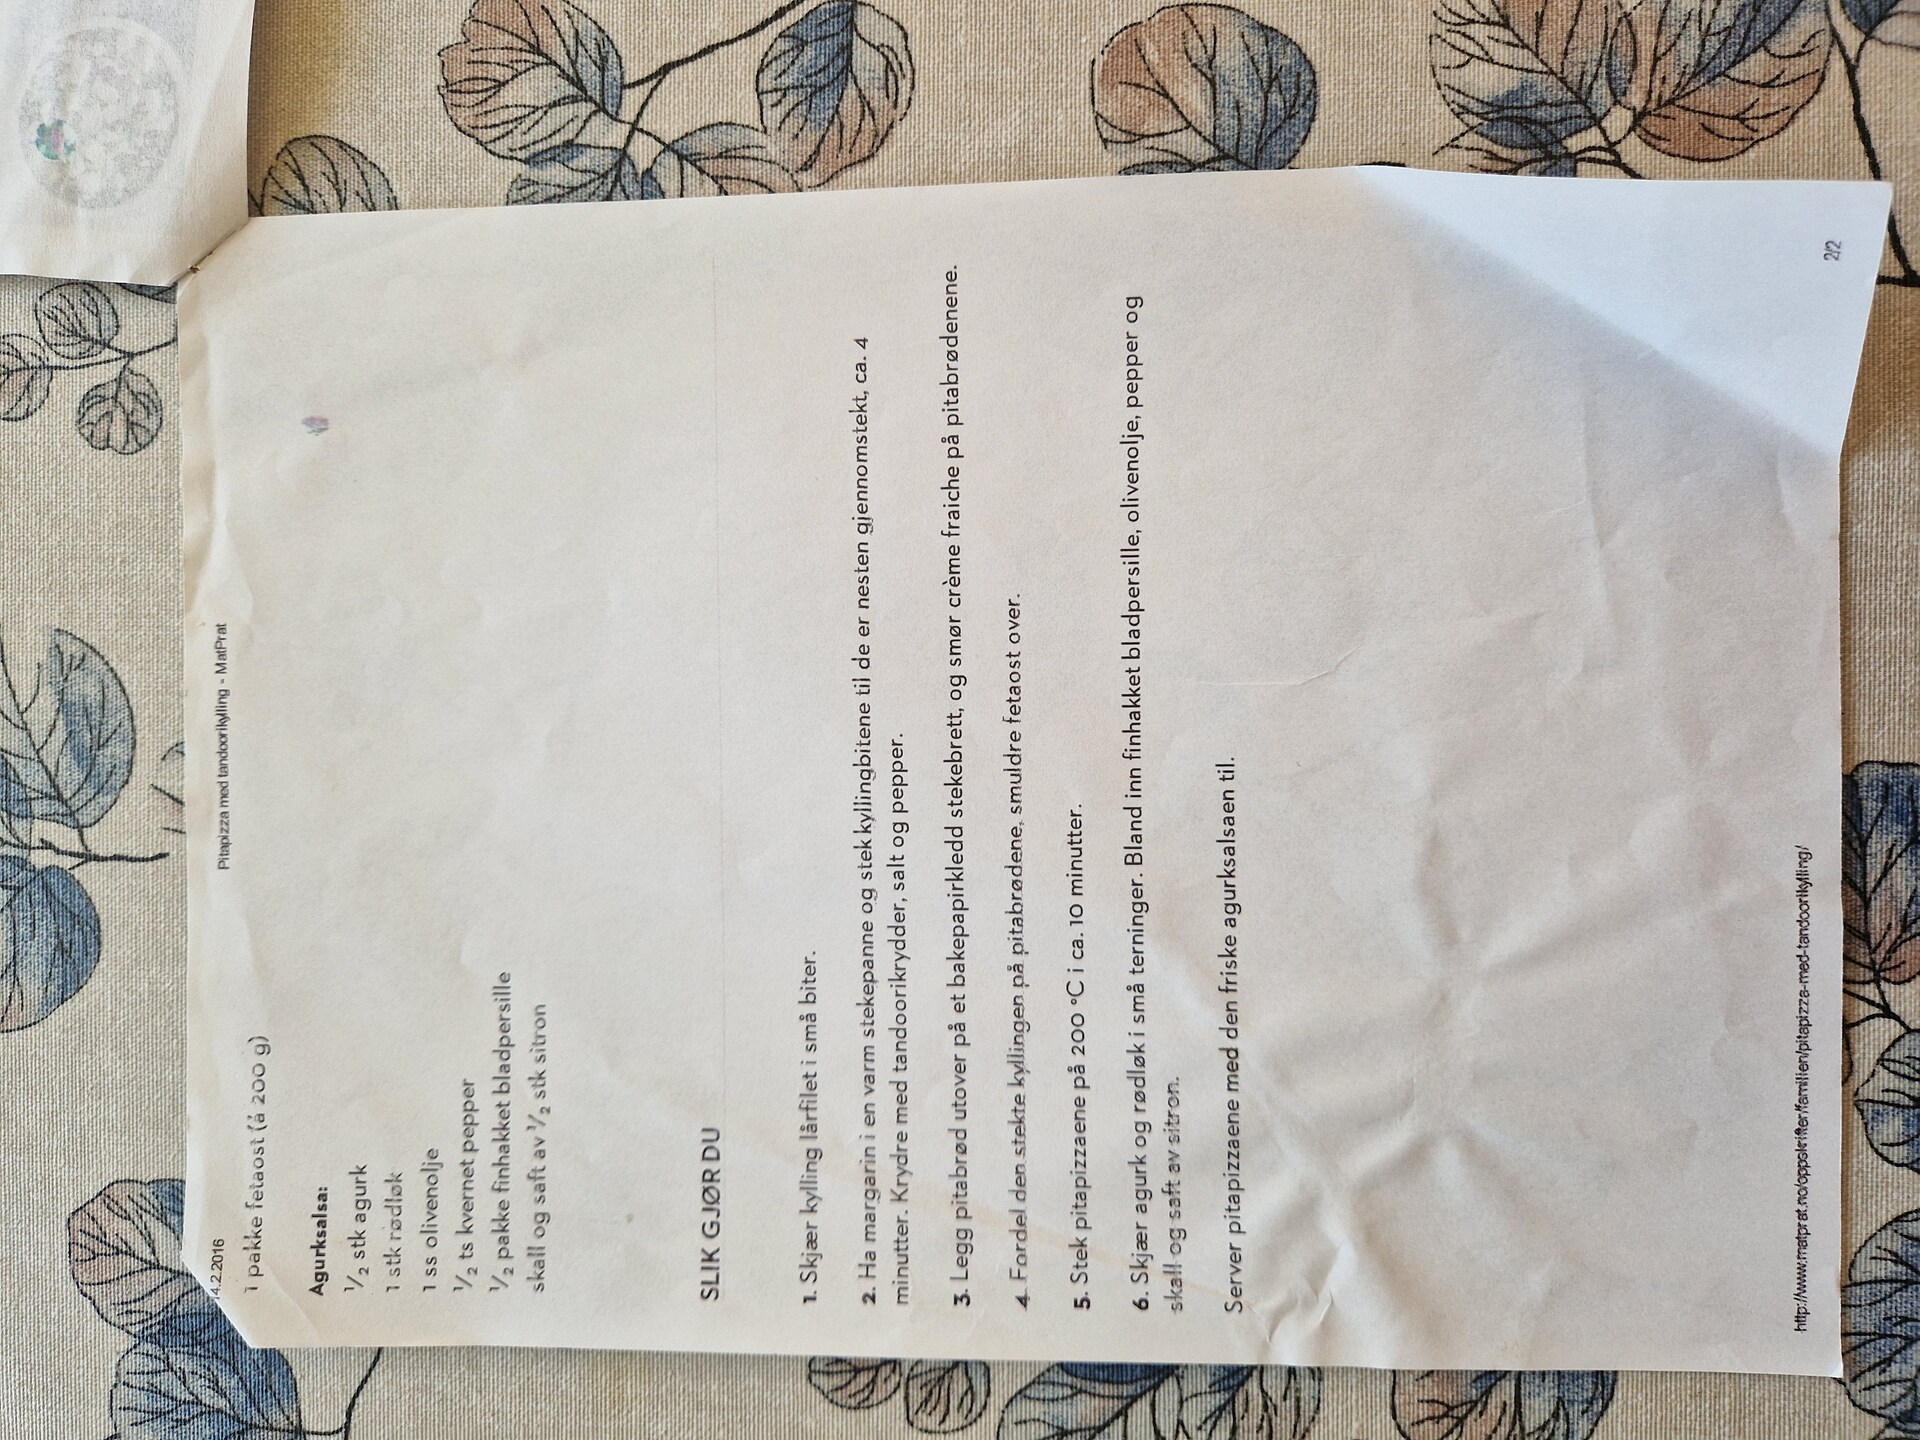 14.2.2016
Pitapizza med tandoorikylling - MatPrat
1 pakke fetaost (à 200 g)
Agurksalsa:
½ stk agurk
1 stk rødløk
1 ss olivenolje
½ ts kvernet pepper
½ pakke finhakket bladpersille
skall og saft av ½ stk sitron
SLIK GJØR DU
1. Skjær kylling lårfilet i små biter.
2. Ha margarin i en varm stekepanne og stek kyllingbitene til de er nesten gjennomstekt, ca. 4
minutter. Krydre med tandoorikrydder, salt og pepper.
3. Legg pitabrød utover på et bakepapirkledd stekebrett, og smør crème fraiche på pitabrødenene.
4. Fordel den stekte kyllingen på pitabrødene, smuldre fetaost over.
5. Stek pitapizzaene på 200 °C i ca. 10 minutter.
6. Skjær agurk og rødløk i små terninger. Bland inn finhakket bladpersille, olivenolje, pepper og
skall og saft av sitron.
Server pitapizzaene med den friske agurksalsaen til.
http://www.matprat.no/oppskrifter/familien/pitapizza-med-tandoorikylling/
2/2